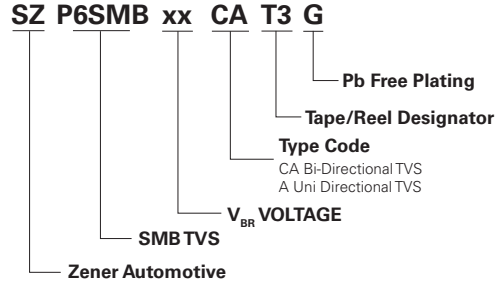 SZ P6SMB xx CA T3 G
Pb Free Plating
Tape/Reel Designator
Type Code
CA Bi-Directional TVS
A Uni Directional TVS
VBR VOLTAGE
SMB TVS
Zener Automotive